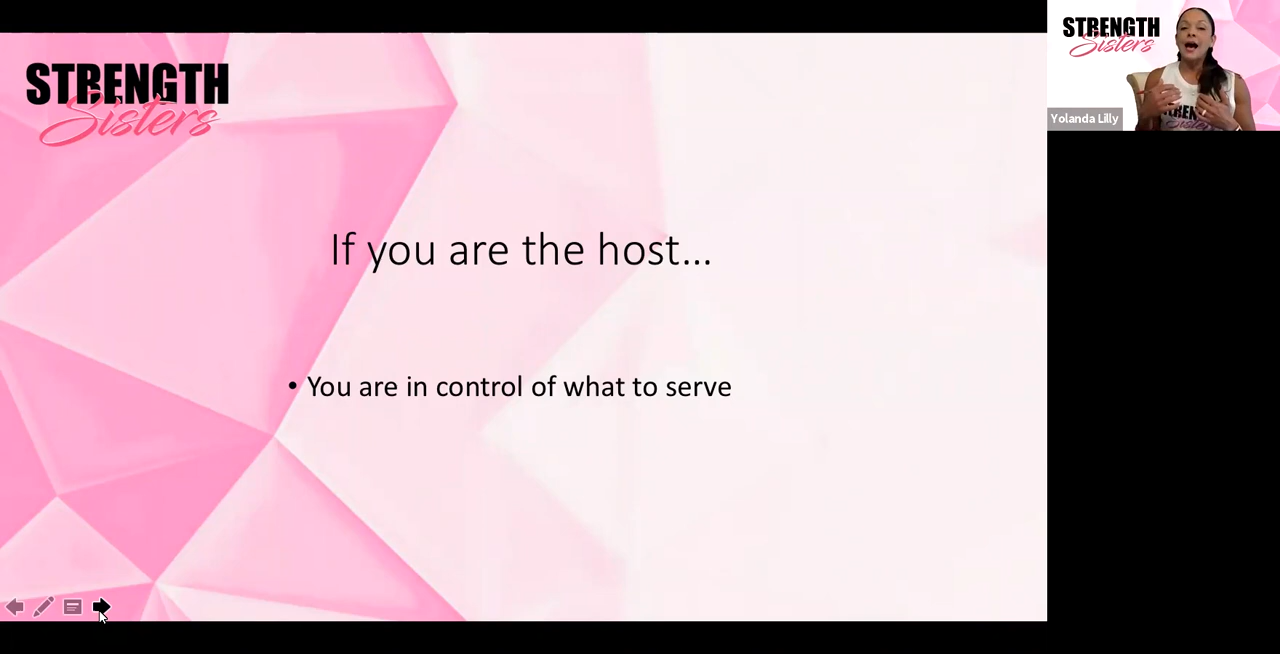 STRENGTH
Sisters
If you are the host...
• You are in control of what to serve
STRENGTH
Sisters
Yolanda Lilly